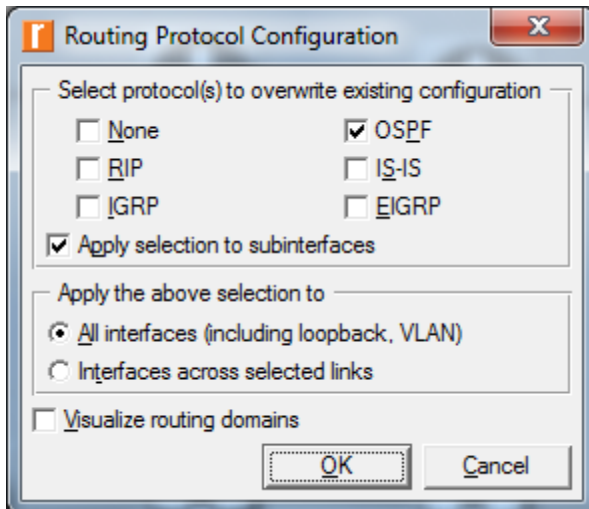 Routing Protocol Configuration
Select protocol(s) to overwrite existing configuration
None
OSPF
RIP
IS-IS
IGRP
EIGRP
Apply selection to subinterfaces
Apply the above selection to
All interfaces (including loopback, VLAN)
Interfaces across selected links
Visualize routing domains
OK
Cancel